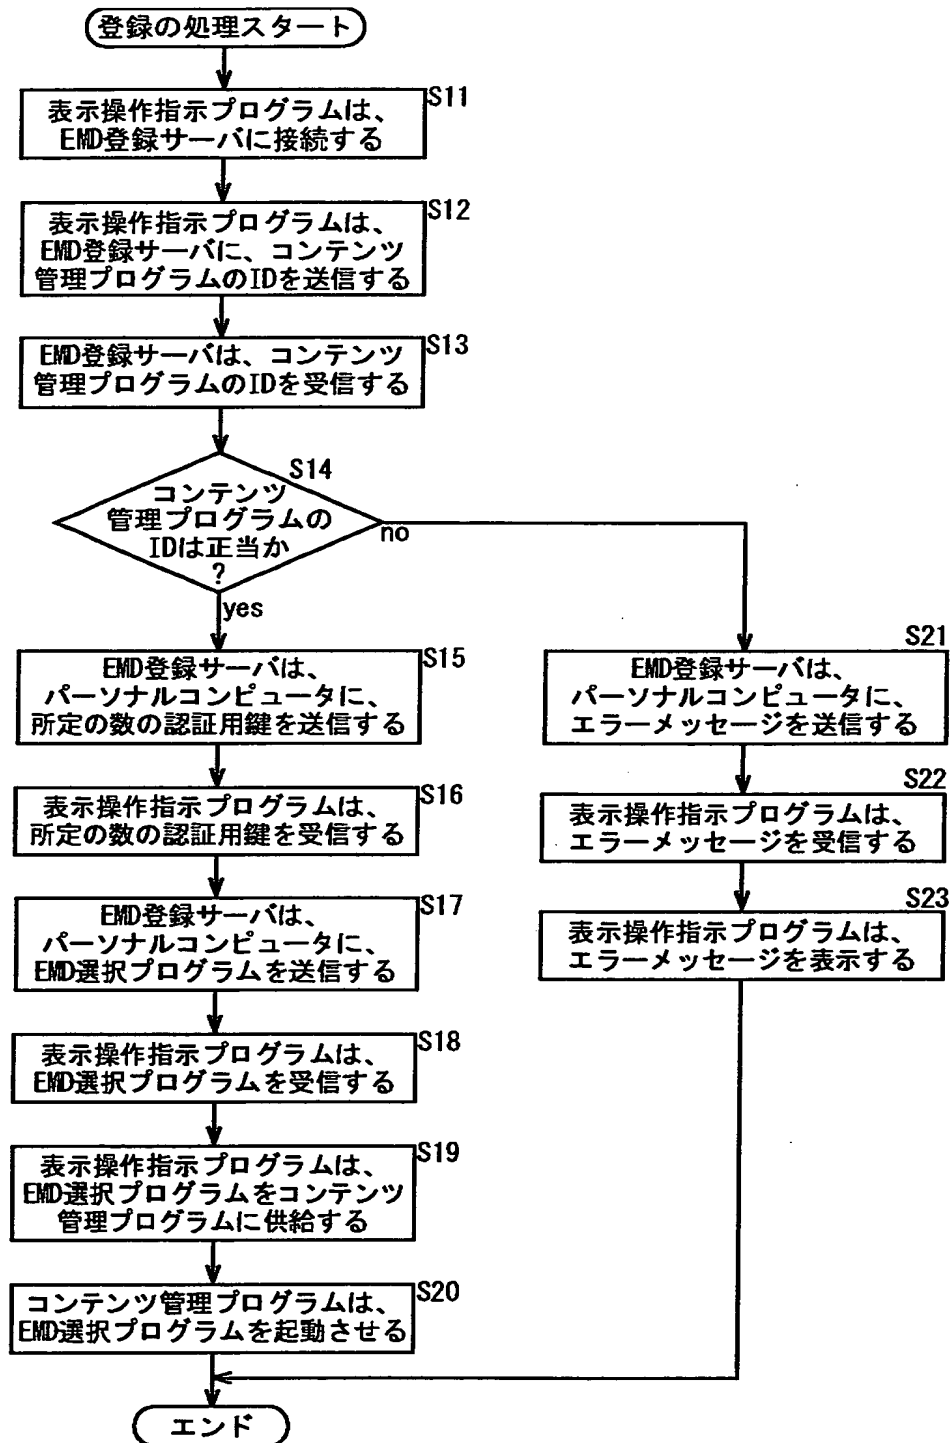 登録の処理スタート
S11
表示操作指示プログラムは、
EMD登録サーバに接続する
S12
表示操作指示プログラムは、
EMD登録サーバに、コンテンツ
管理プログラムのIDを送信する
S13
EMD登録サーバは、コンテンツ
管理プログラムのIDを受信する
S14
コンテンツ
管理プログラムの
IDは正当か
?
no
yes
S15
EMD登録サーバは、
パーソナルコンピュータに、
所定の数の認証用鍵を送信する
S16
表示操作指示プログラムは、
所定の数の認証用鍵を受信する
S17
EMD登録サーバは、
パーソナルコンピュータに、
EMD選択プログラムを送信する
S18
表示操作指示プログラムは、
EMD選択プログラムを受信する
S19
表示操作指示プログラムは、
EMD選択プログラムをコンテンツ
管理プログラムに供給する
S20
コンテンツ管理プログラムは、
EMD選択プログラムを起動させる
S21
EMD登録サーバは、
パーソナルコンピュータに、
エラーメッセージを送信する
S22
表示操作指示プログラムは、
エラーメッセージを受信する
S23
表示操作指示プログラムは、
エラーメッセージを表示する
エンド